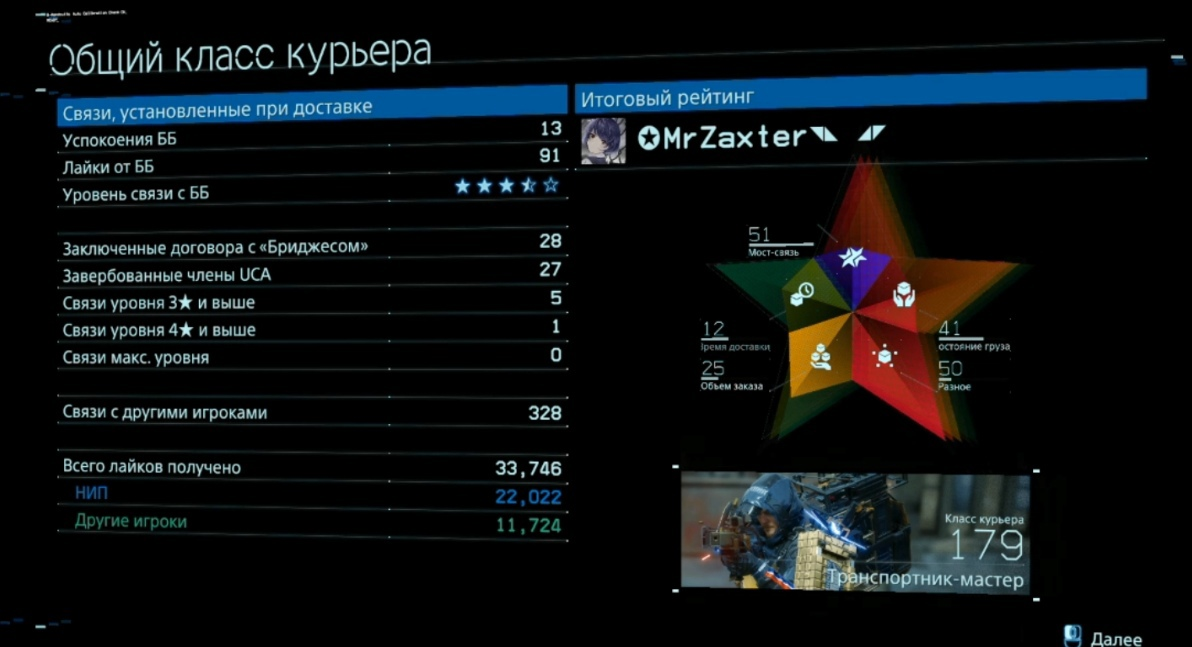 Общий класс курьера
Связи, установленные при доставке
Успокоения ББ 13
Лайки от ББ 91
Уровень связи с ББ ★★★⯪☆
Заключенные договора с «Бриджесом» 28
Завербованные члены UCA 27
Связи уровня 3★ и выше 5
Связи уровня 4★ и выше 1
Связи макс. уровня 0
Связи с другими игроками 328
Всего лайков получено 33,746
НИП 22,022
Другие игроки 11,724
Итоговый рейтинг
MrZaxter
51
Мост-связь
12
Время доставки
25
Объем заказа
41
остояние груза
50
Разное
Класс курьера
179
Транспортник-мастер
Далее